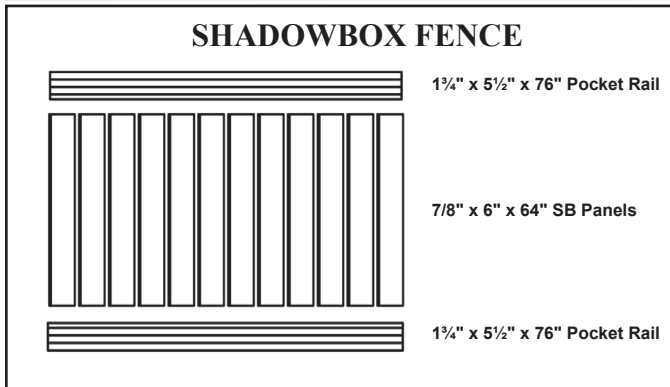 SHADOWBOX FENCE
1¾" x 5½" x 76" Pocket Rail
7/8" x 6" x 64" SB Panels
1¾" x 5½" x 76" Pocket Rail